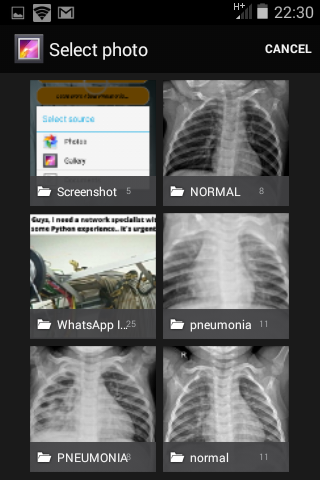 H+ 22:30
Select photo CANCEL
Select source
Photos
Gallery
Screenshot 5
NORMAL 8
Guys, I need a network specialist wit
some Python experience.. it's urgent
WhatsApp I.. 25
pneumonia 11
PNEUMONIA 8
normal 11